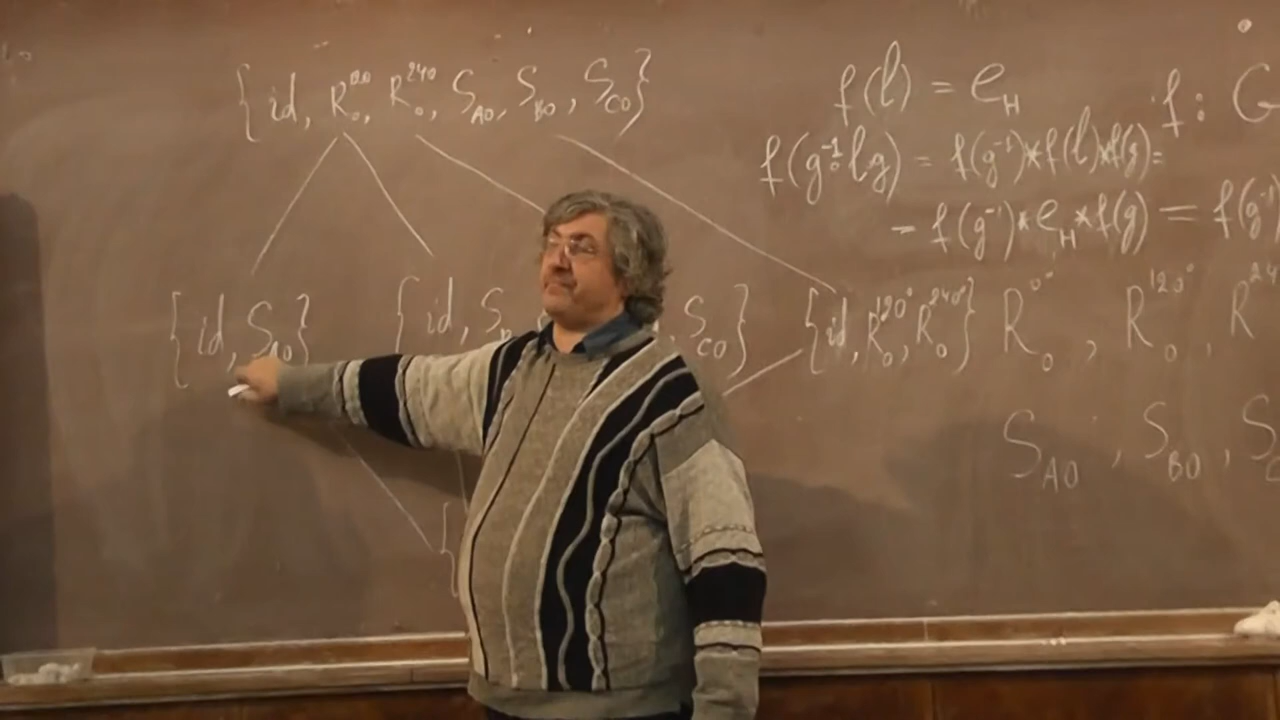 {id, R₀¹²⁰, R₀²⁴⁰, S_AO, S_BO, S_CO}
f(l) = e_H
f: G
f(g⁻¹∘l∘g) = f(g⁻¹)*f(l)*f(g) =
= f(g⁻¹)*e_H*f(g) = f(g⁻¹
{id, S_AO} {id, S_B , S_CO} {id, R₀¹²⁰°, R₀²⁴⁰°} R₀⁰°, R₀¹²⁰°, R²⁴
S_AO, S_BO, S
{